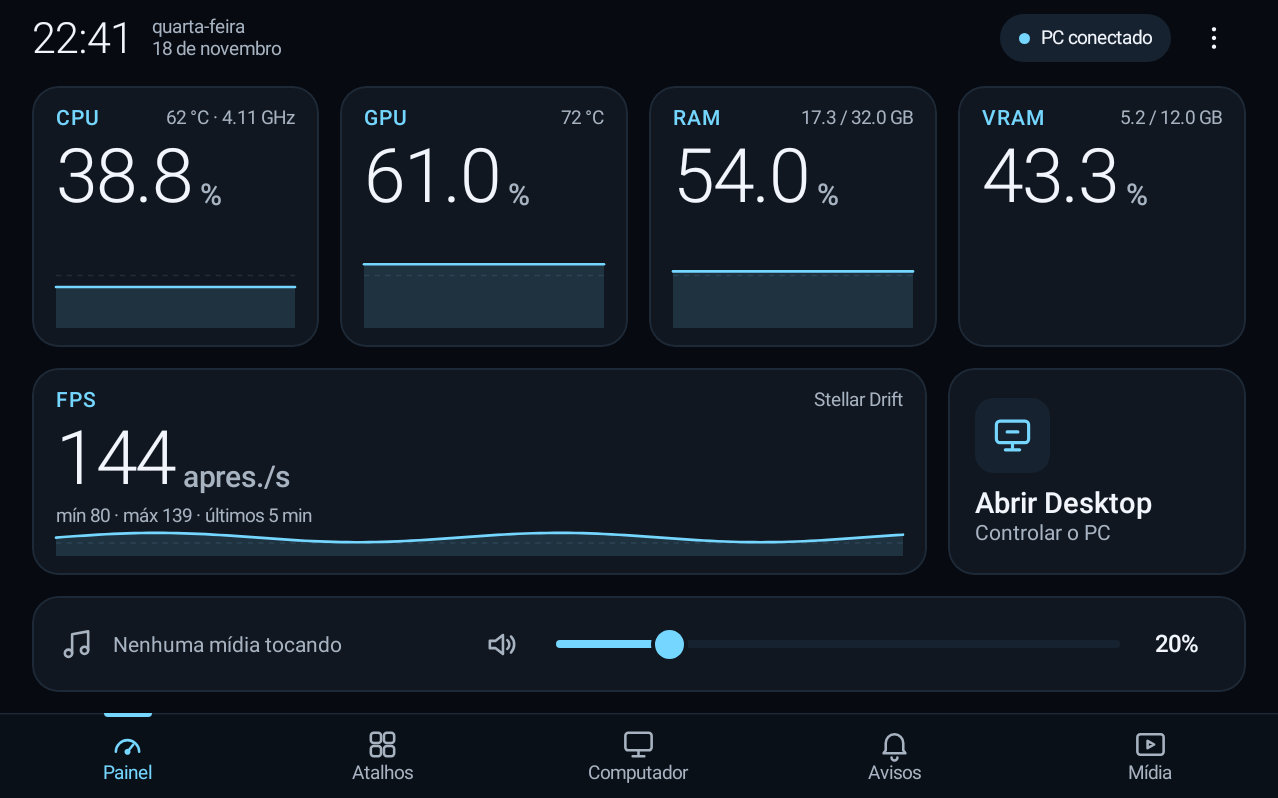 22:41
quarta-feira
18 de novembro
PC conectado
CPU
62 °C · 4.11 GHz
38.8 %
GPU
72 °C
61.0 %
RAM
17.3 / 32.0 GB
54.0 %
VRAM
5.2 / 12.0 GB
43.3 %
FPS
Stellar Drift
144 apres./s
mín 80 · máx 139 · últimos 5 min
Abrir Desktop
Controlar o PC
Nenhuma mídia tocando
20%
Painel
Atalhos
Computador
Avisos
Mídia